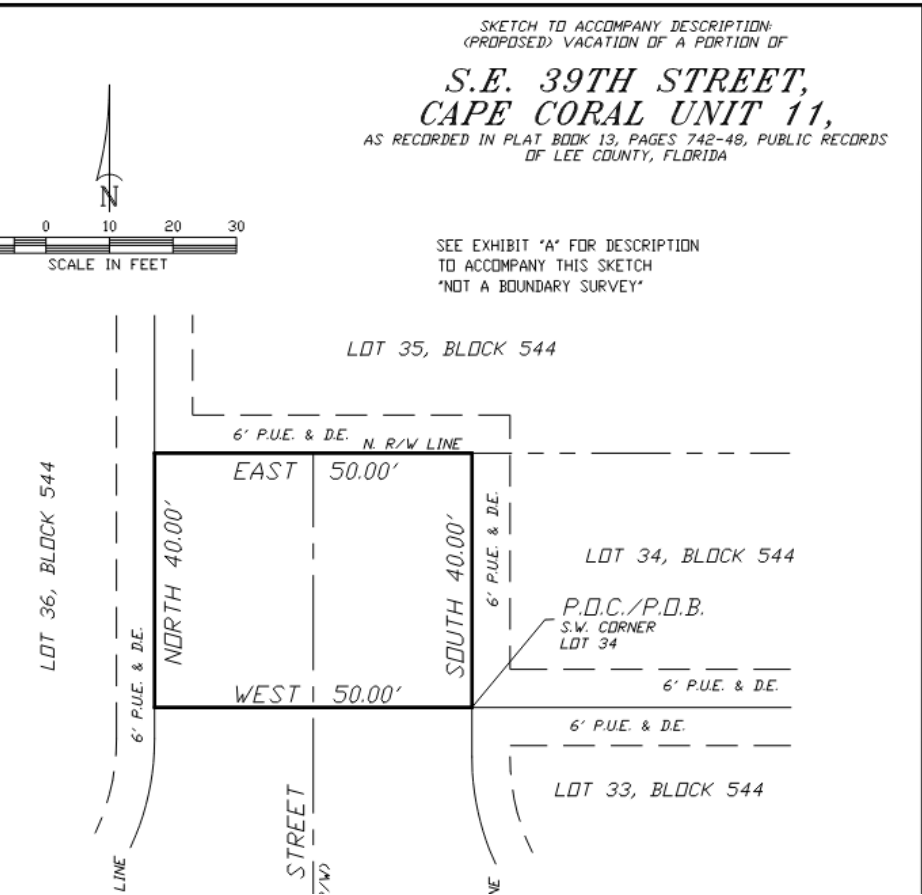 SKETCH TO ACCOMPANY DESCRIPTION:
(PROPOSED) VACATION OF A PORTION OF
S.E. 39TH STREET,
CAPE CORAL UNIT 11,
AS RECORDED IN PLAT BOOK 13, PAGES 742-48, PUBLIC RECORDS
OF LEE COUNTY, FLORIDA
N
0 10 20 30
SCALE IN FEET
SEE EXHIBIT "A" FOR DESCRIPTION
TO ACCOMPANY THIS SKETCH
"NOT A BOUNDARY SURVEY"
LOT 35, BLOCK 544
6' P.U.E. & D.E.
N. R/W LINE
EAST 50.00'
LOT 36, BLOCK 544
NORTH 40.00'
SOUTH 40.00'
6' P.U.E. & D.E.
LOT 34, BLOCK 544
P.O.C./P.O.B.
S.W. CORNER
LOT 34
6' P.U.E. & D.E.
WEST 50.00'
6' P.U.E. & D.E.
6' P.U.E. & D.E.
LOT 33, BLOCK 544
STREET
/W)
LINE
NE